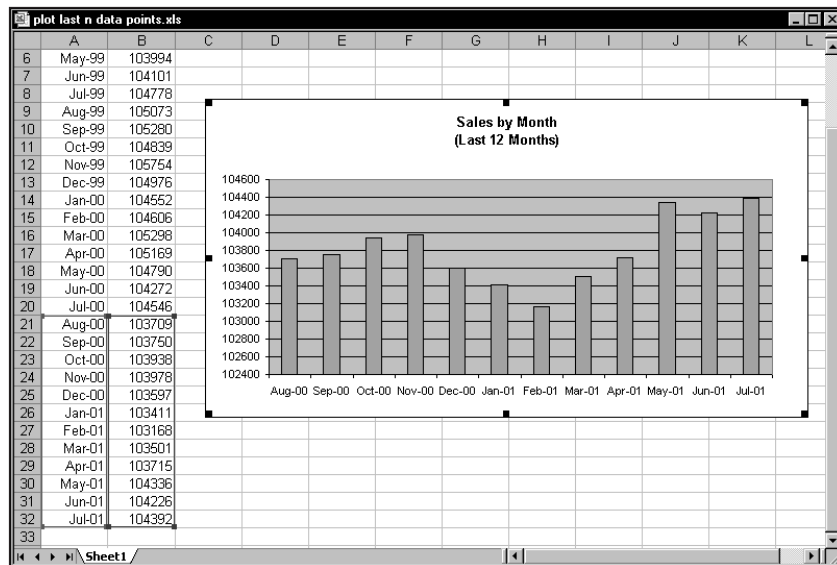 plot last n data points.xls
A B C D E F G H I J K L
6 May-99 103994
7 Jun-99 104101
8 Jul-99 104778
9 Aug-99 105073
10 Sep-99 105280
11 Oct-99 104839
12 Nov-99 105754
13 Dec-99 104976
14 Jan-00 104552
15 Feb-00 104606
16 Mar-00 105298
17 Apr-00 105169
18 May-00 104790
19 Jun-00 104272
20 Jul-00 104546
21 Aug-00 103709
22 Sep-00 103750
23 Oct-00 103938
24 Nov-00 103978
25 Dec-00 103597
26 Jan-01 103411
27 Feb-01 103168
28 Mar-01 103501
29 Apr-01 103715
30 May-01 104336
31 Jun-01 104226
32 Jul-01 104392
33
Sales by Month
(Last 12 Months)
104600
104400
104200
104000
103800
103600
103400
103200
103000
102800
102600
102400
Aug-00 Sep-00 Oct-00 Nov-00 Dec-00 Jan-01 Feb-01 Mar-01 Apr-01 May-01 Jun-01 Jul-01
Sheet1